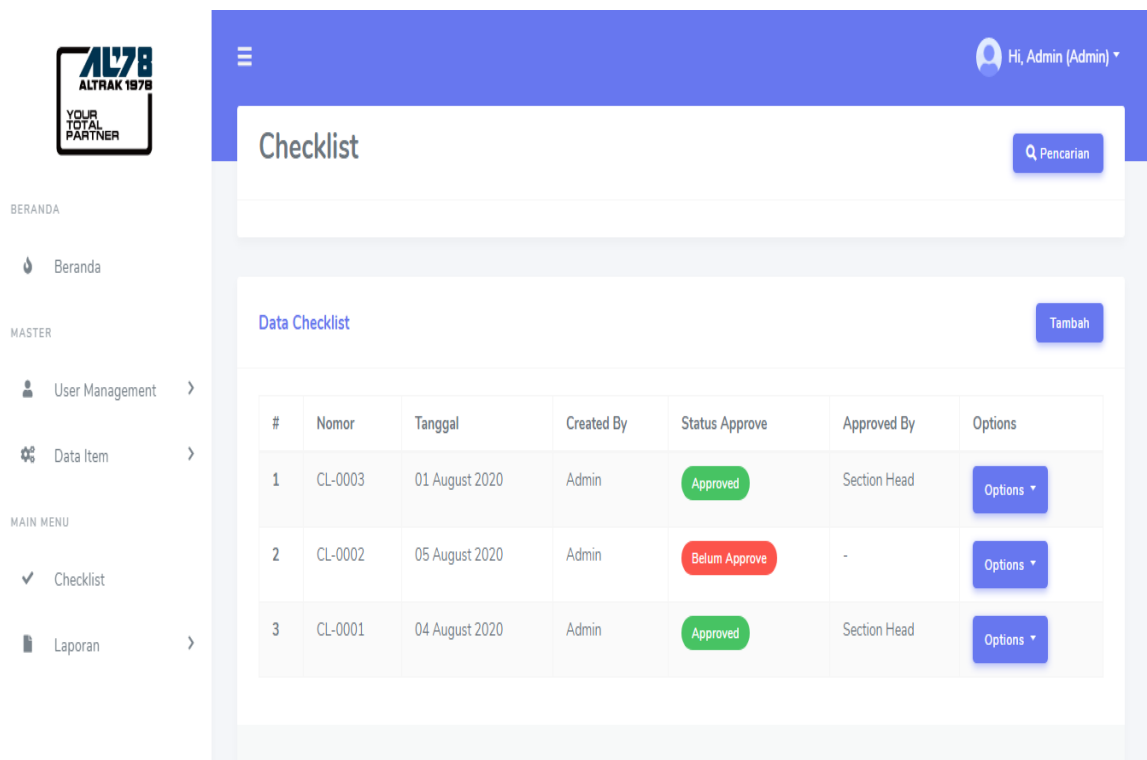 AL78
ALTRAK 1978
YOUR
TOTAL
PARTNER
BERANDA
Beranda
MASTER
User Management
Data Item
MAIN MENU
Checklist
Laporan
Hi, Admin (Admin)
Checklist
Pencarian
Data Checklist
Tambah
# Nomor Tanggal Created By Status Approve Approved By Options
1 CL-0003 01 August 2020 Admin Approved Section Head Options
2 CL-0002 05 August 2020 Admin Belum Approve - Options
3 CL-0001 04 August 2020 Admin Approved Section Head Options